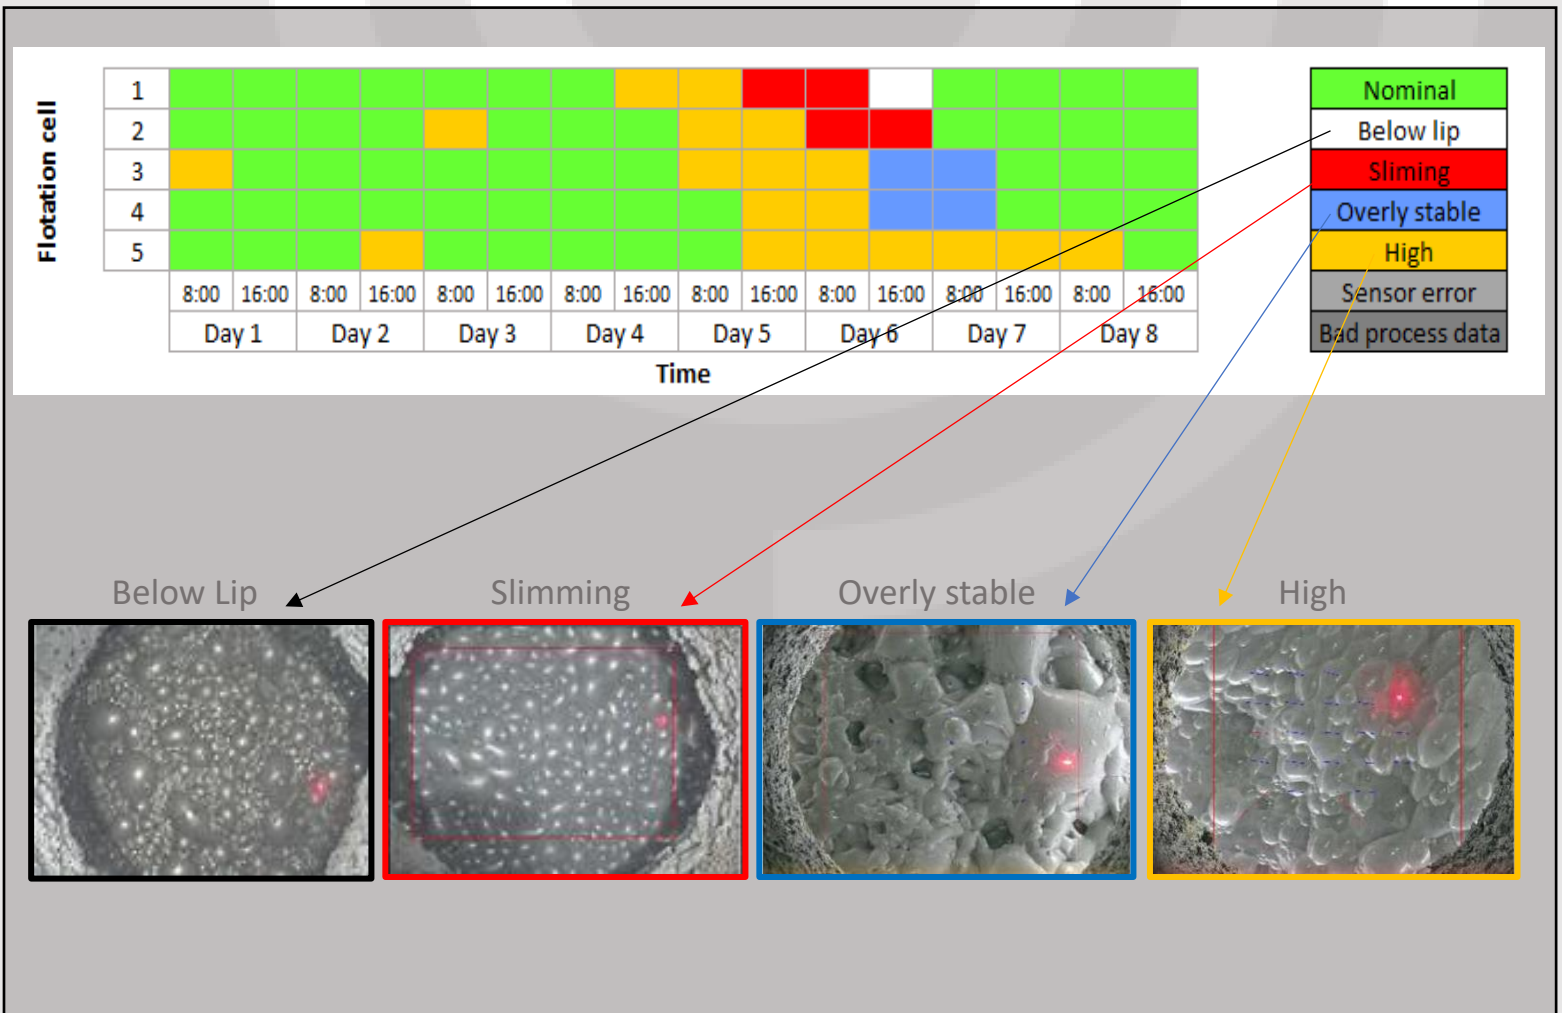 Flotation cell
1
2
3
4
5
8:00 16:00 8:00 16:00 8:00 16:00 8:00 16:00 8:00 16:00 8:00 16:00 8:00 16:00 8:00 16:00
Day 1 Day 2 Day 3 Day 4 Day 5 Day 6 Day 7 Day 8
Time
Nominal
Below lip
Sliming
Overly stable
High
Sensor error
Bad process data
Below Lip Slimming Overly stable High